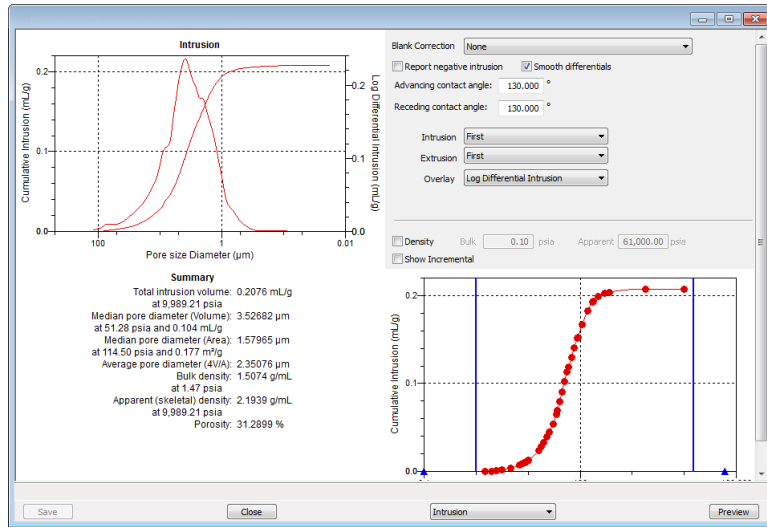 Intrusion
Cumulative Intrusion (mL/g)
0.2
0.1
0.0
100
1
0.01
Pore size Diameter (µm)
0.2
0.1
0.0
Log Differential Intrusion (mL/g)
Summary
Total intrusion volume: 0.2076 mL/g
at 9,989.21 psia
Median pore diameter (Volume): 3.52682 µm
at 51.28 psia and 0.104 mL/g
Median pore diameter (Area): 1.57965 µm
at 114.50 psia and 0.177 m²/g
Average pore diameter (4V/A): 2.35076 µm
Bulk density: 1.5074 g/mL
at 1.47 psia
Apparent (skeletal) density: 2.1939 g/mL
at 9,989.21 psia
Porosity: 31.2899 %
Blank Correction None
Report negative intrusion Smooth differentials
Advancing contact angle: 130.000 °
Receding contact angle: 130.000 °
Intrusion First
Extrusion First
Overlay Log Differential Intrusion
Density Bulk 0.10 psia Apparent 61,000.00 psia
Show Incremental
Cumulative Intrusion (mL/g)
0.2
0.1
0.0
Save Close Intrusion Preview